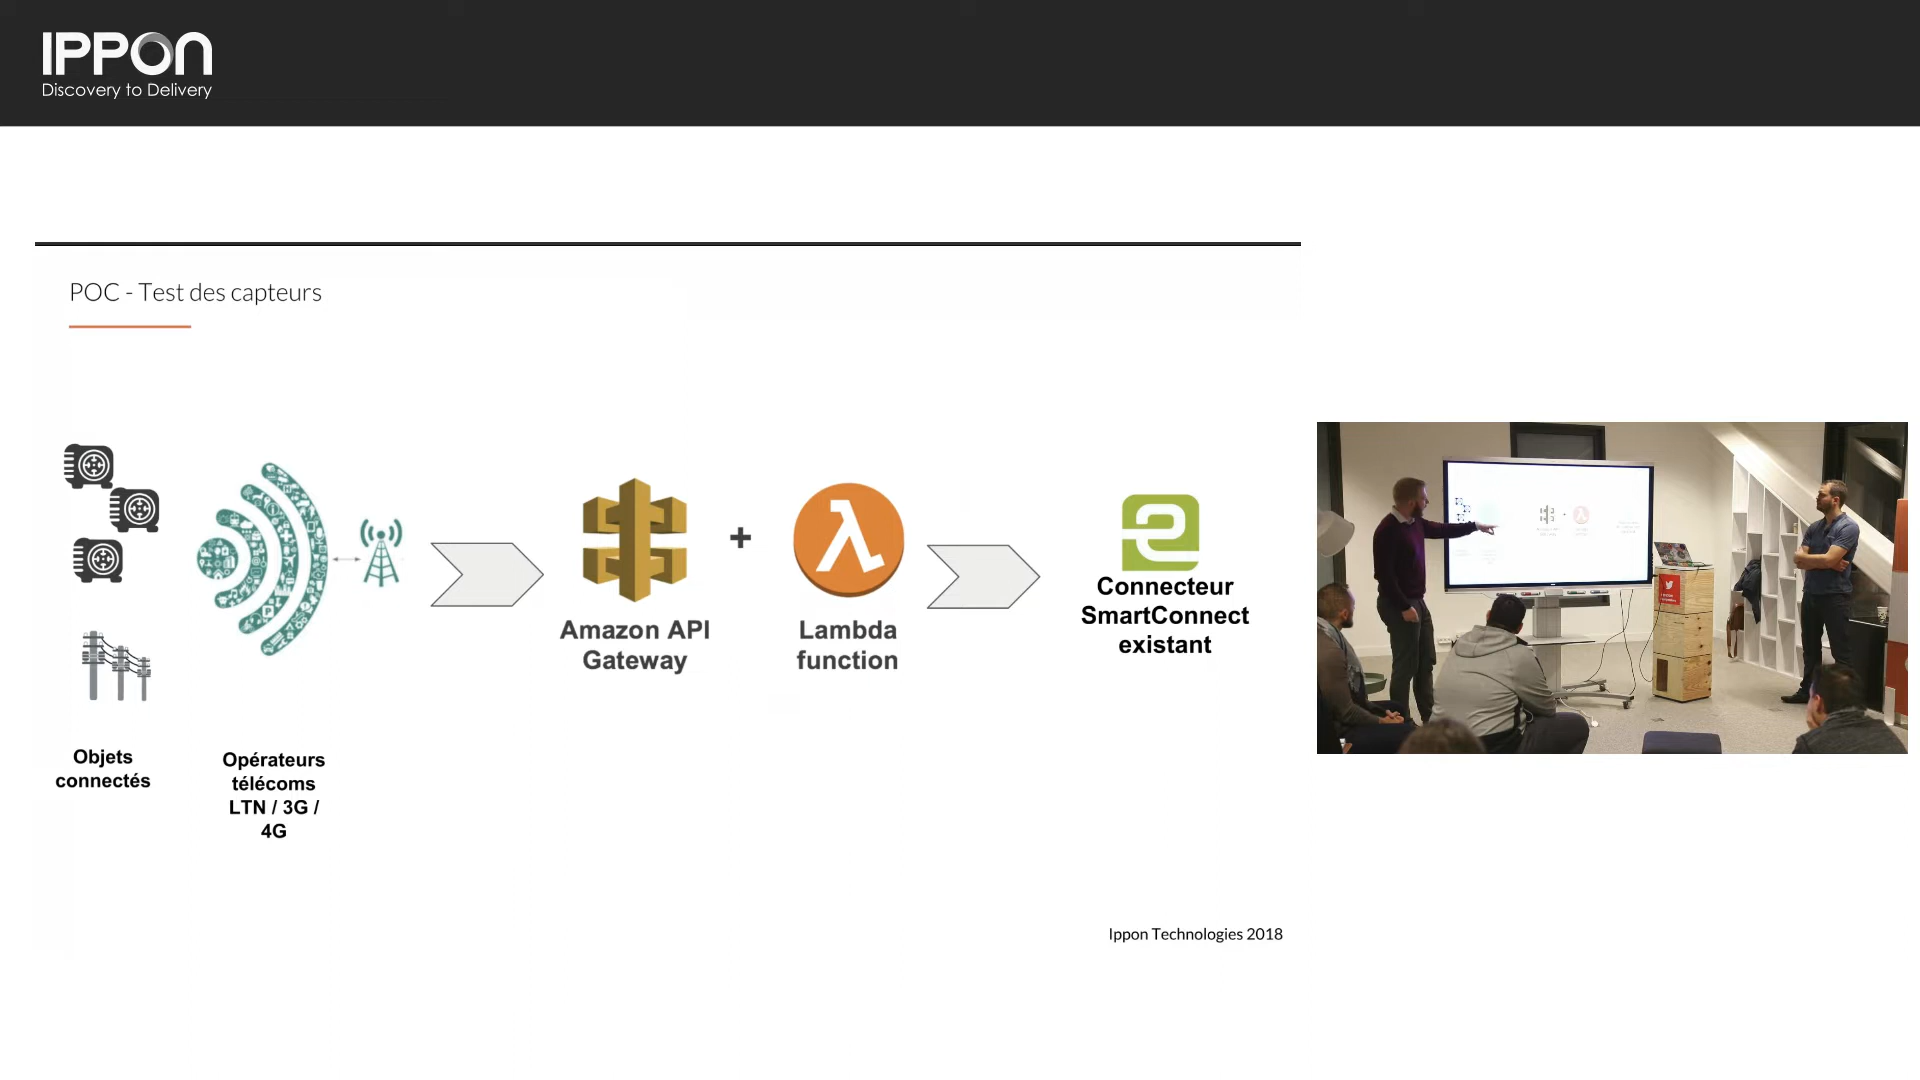 IPPON
Discovery to Delivery
POC - Test des capteurs
Objets
connectés
Opérateurs
télécoms
LTN / 3G /
4G
Amazon API
Gateway
+
Lambda
function
Connecteur
SmartConnect
existant
Ippon Technologies 2018